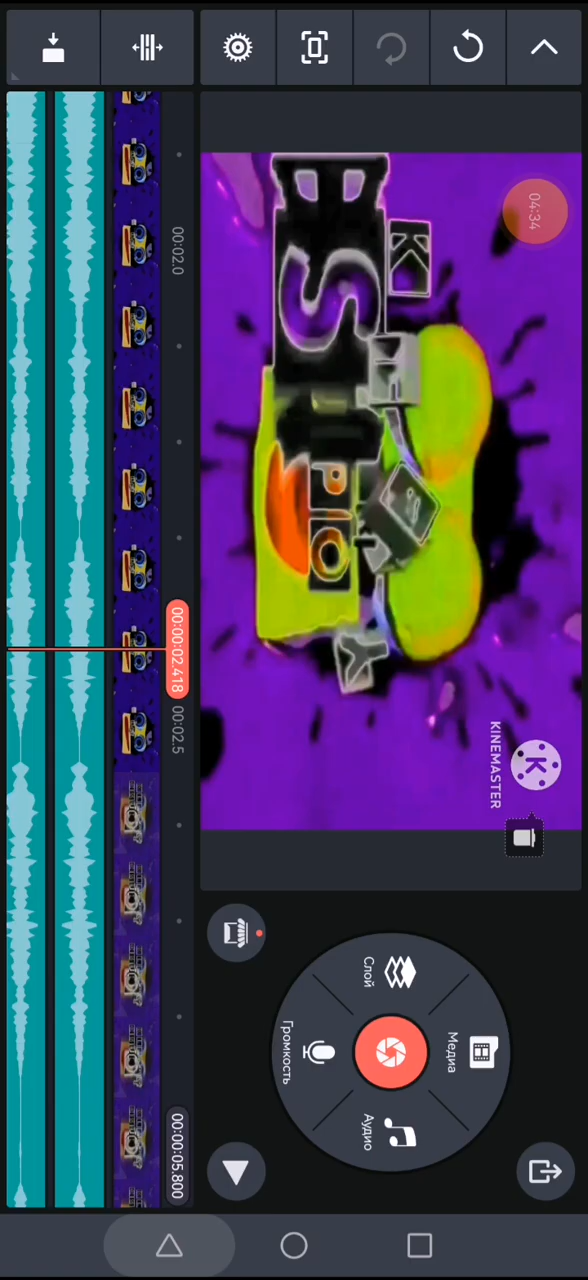 00:02.0
00:00:02.418
00:02.5
00:00:05.800
04:34
K
P
O
Y
K
KINEMASTER
Медиа
Слой
Громкость
Аудио